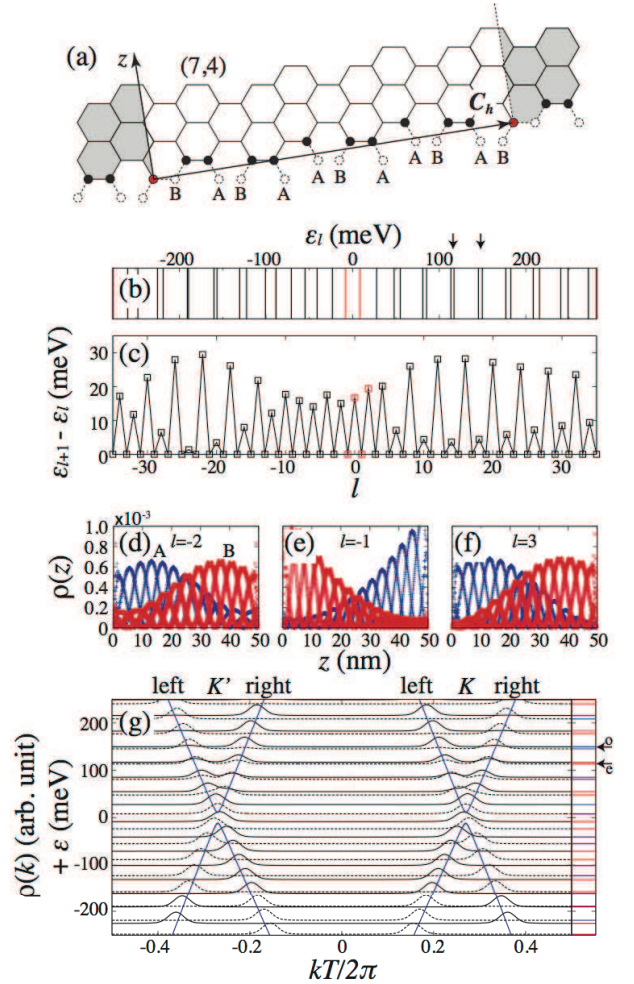 (a)
z
(7,4)
C_h
B A B A A B A A B A B
ε_l (meV)
-200 -100 0 100 200
(b)
(c)
ε_{l+1} - ε_l (meV)
30
20
10
0
-30 -20 -10 0 10 20 30
l
×10^-3
1.0
0.8
0.6
0.4
0.2
0
ρ(z)
(d) l=-2 A B
(e) l=-1
(f) l=3
0 10 20 30 40 50 0 10 20 30 40 50 0 10 20 30 40 50
z (nm)
left K' right left K right
(g)
200
100
0
-100
-200
ρ(k) (arb. unit)
+ ε (meV)
o
e
-0.4 -0.2 0 0.2 0.4
kT/2π